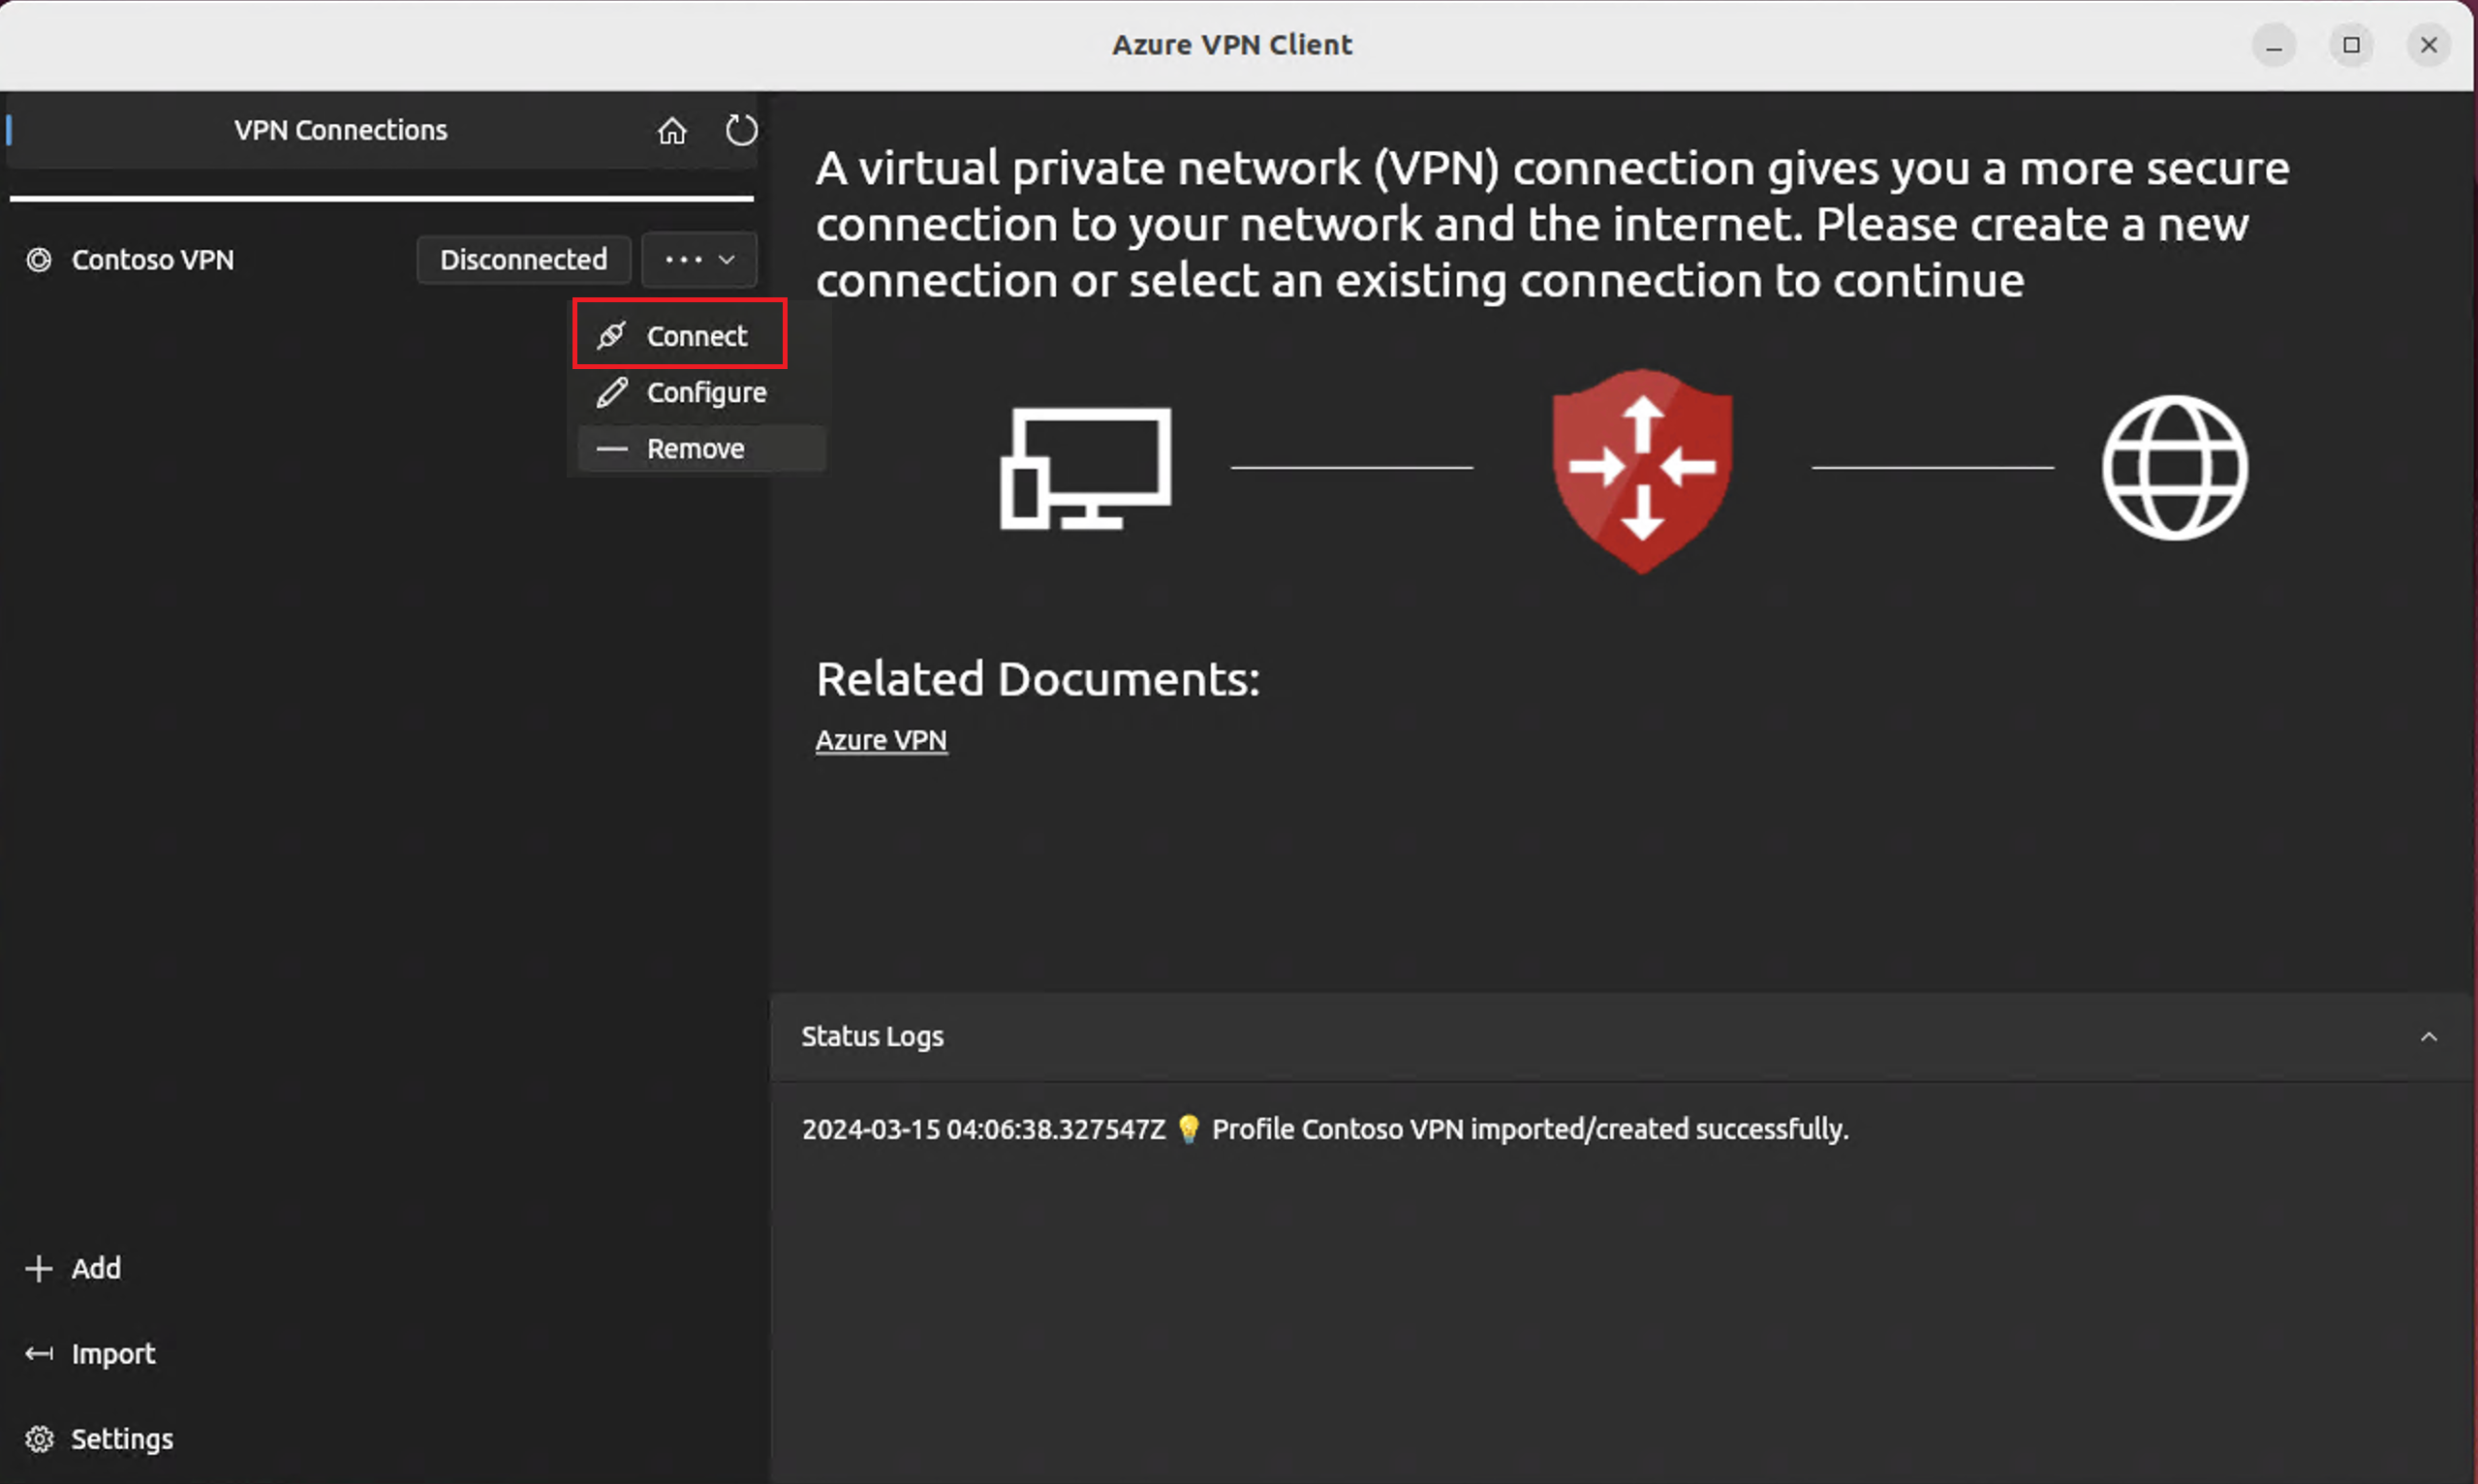 Azure VPN Client
VPN Connections
Contoso VPN
Disconnected
Connect
Configure
Remove
Add
Import
Settings
A virtual private network (VPN) connection gives you a more secure
connection to your network and the internet. Please create a new
connection or select an existing connection to continue
Related Documents:
Azure VPN
Status Logs
2024-03-15 04:06:38.327547Z 💡 Profile Contoso VPN imported/created successfully.